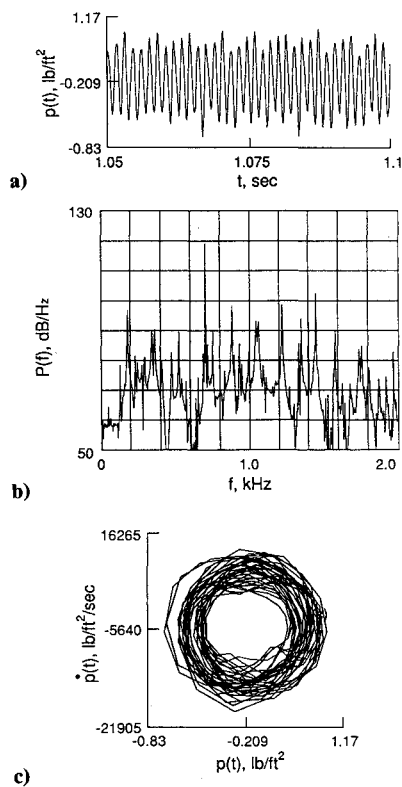 1.17
-0.209
-0.83
p(t), lb/ft²
1.05
1.075
1.1
t, sec
a)
130
50
P(f), dB/Hz
0
1.0
2.0
f, kHz
b)
16265
-5640
-21905
ṗ(t), lb/ft²/sec
-0.83
-0.209
1.17
p(t), lb/ft²
c)